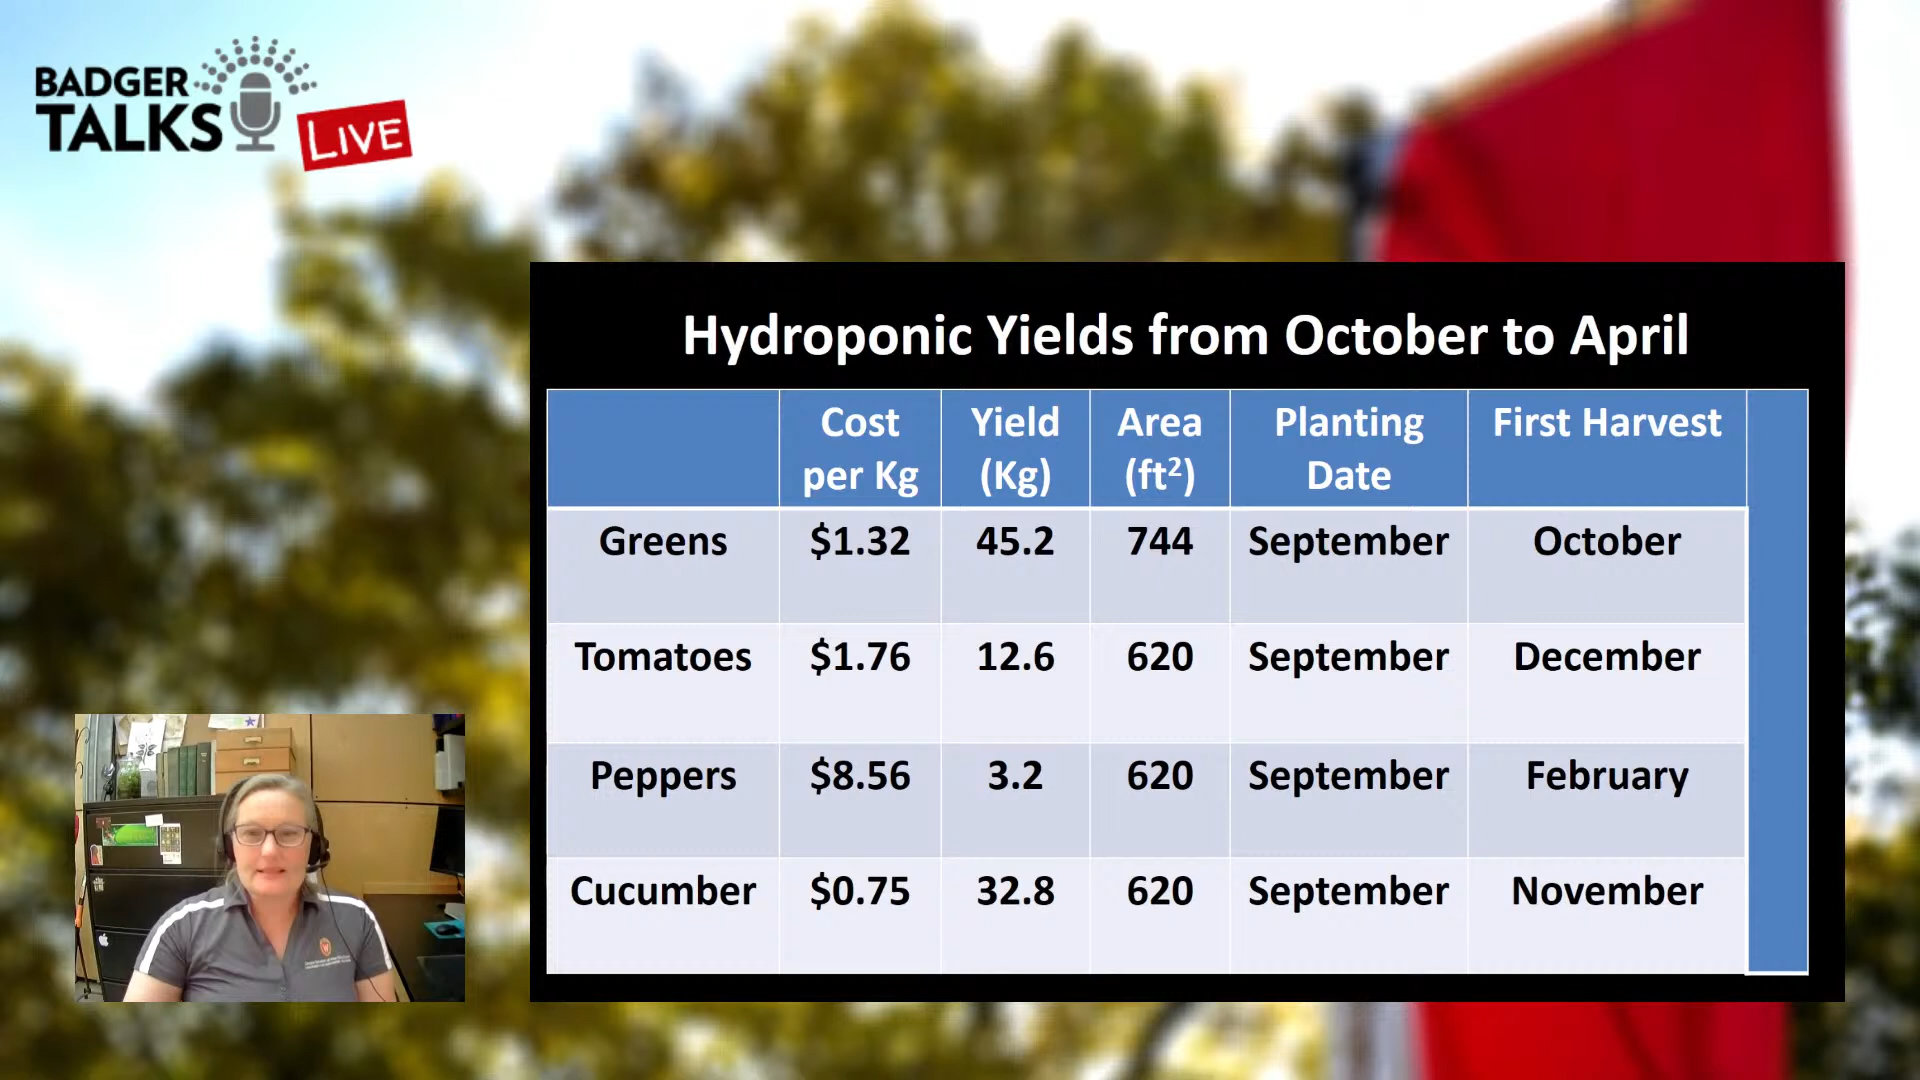 BADGER
TALKS
LIVE
Hydroponic Yields from October to April
Cost per Kg Yield (Kg) Area (ft²) Planting Date First Harvest
Greens $1.32 45.2 744 September October
Tomatoes $1.76 12.6 620 September December
Peppers $8.56 3.2 620 September February
Cucumber $0.75 32.8 620 September November
W